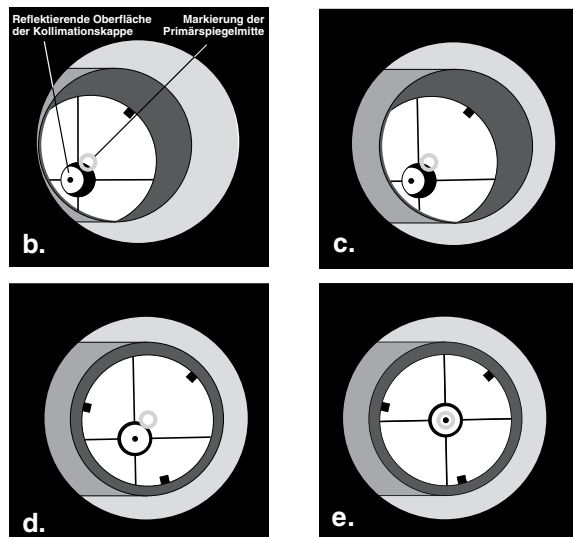 Reflektierende Oberfläche
der Kollimationskappe
Markierung der
Primärspiegelmitte
b.
c.
d.
e.